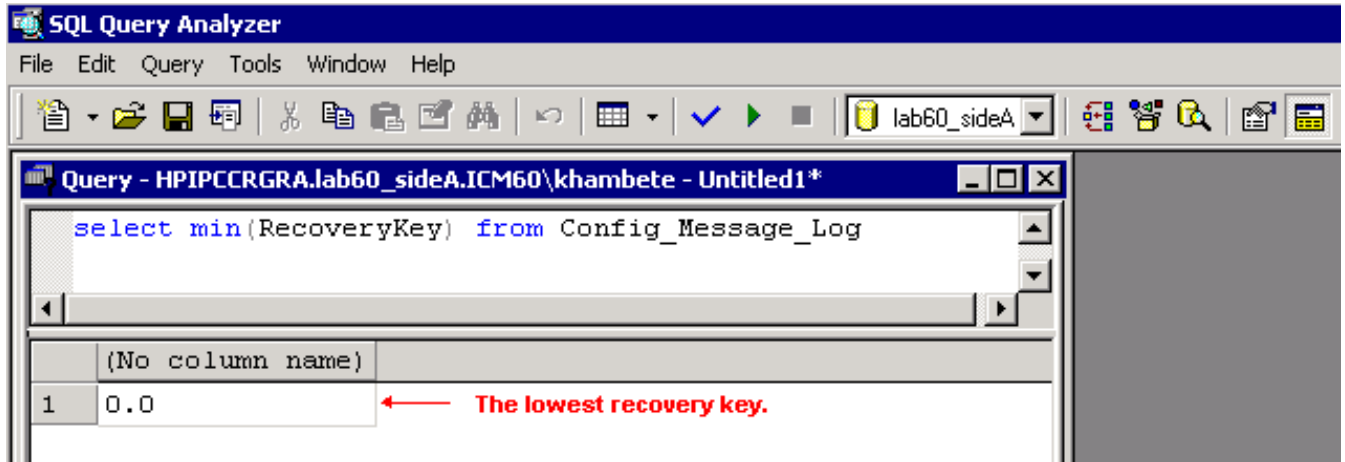 SQL Query Analyzer
File Edit Query Tools Window Help
lab60_sideA
Query - HPIPCCRGRA.lab60_sideA.ICM60\khambete - Untitled1*
select min(RecoveryKey) from Config_Message_Log
(No column name)
1 0.0 The lowest recovery key.